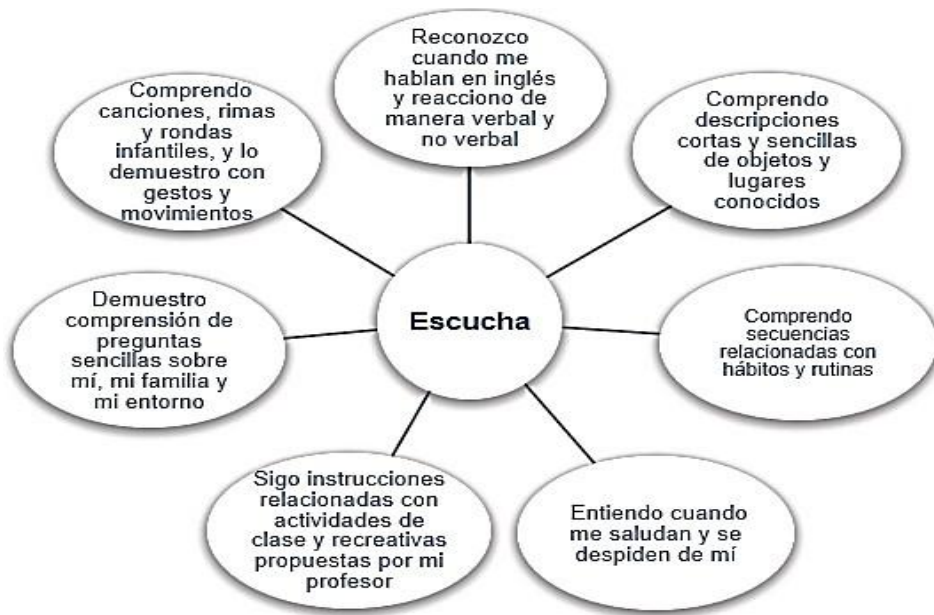 Reconozco
cuando me
hablan en inglés
y reacciono de
manera verbal y
no verbal
Comprendo
canciones, rimas
y rondas
infantiles, y lo
demuestro con
gestos y
movimientos
Comprendo
descripciones
cortas y sencillas
de objetos y
lugares
conocidos
Demuestro
comprensión de
preguntas
sencillas sobre
mí, mi familia y
mi entorno
Escucha
Comprendo
secuencias
relacionadas con
hábitos y rutinas
Sigo instrucciones
relacionadas con
actividades de
clase y recreativas
propuestas por mi
profesor
Entiendo cuando
me saludan y se
despiden de mí